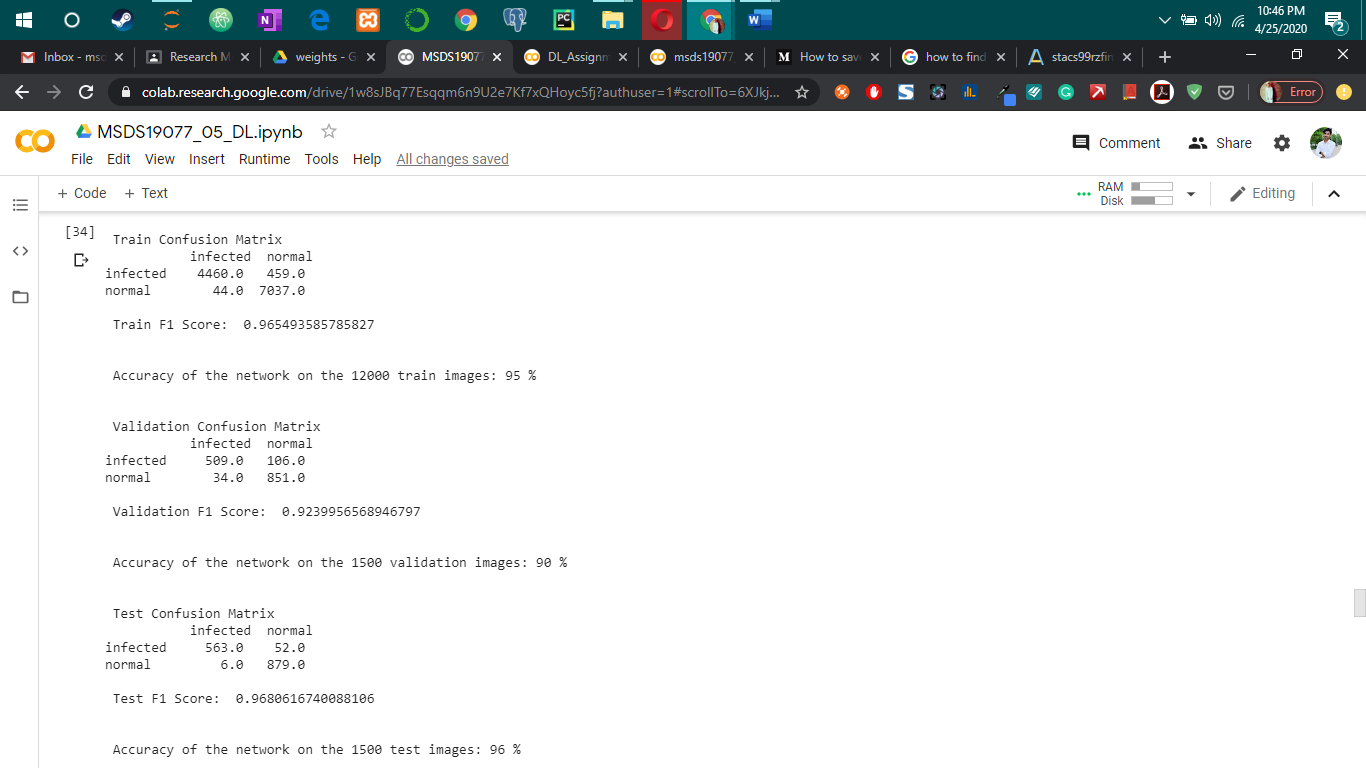 10:46 PM
4/25/2020
2
Inbox - msd
Research M
weights - G
MSDS1907
DL_Assignm
msds19077
M How to save
how to find
stacs99rzfin
colab.research.google.com/drive/1w8sJBq77Esqqm6n9U2e7Kf7xQHoyc5fj?authuser=1#scrollTo=6XJkj...
Error
MSDS19077_05_DL.ipynb
File Edit View Insert Runtime Tools Help All changes saved
Comment Share
+ Code + Text
RAM
Disk
Editing
[34]
Train Confusion Matrix
infected normal
infected 4460.0 459.0
normal 44.0 7037.0
Train F1 Score: 0.965493585785827
Accuracy of the network on the 12000 train images: 95 %
Validation Confusion Matrix
infected normal
infected 509.0 106.0
normal 34.0 851.0
Validation F1 Score: 0.9239956568946797
Accuracy of the network on the 1500 validation images: 90 %
Test Confusion Matrix
infected normal
infected 563.0 52.0
normal 6.0 879.0
Test F1 Score: 0.9680616740088106
Accuracy of the network on the 1500 test images: 96 %